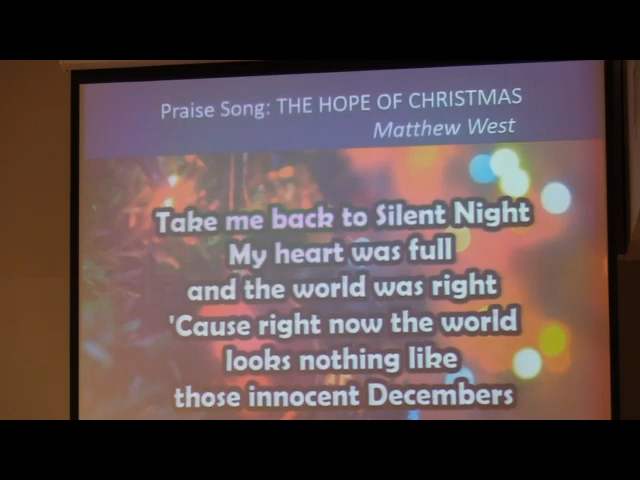 Praise Song: THE HOPE OF CHRISTMAS
Matthew West
Take me back to Silent Night
My heart was full
and the world was right
'Cause right now the world
looks nothing like
those innocent Decembers